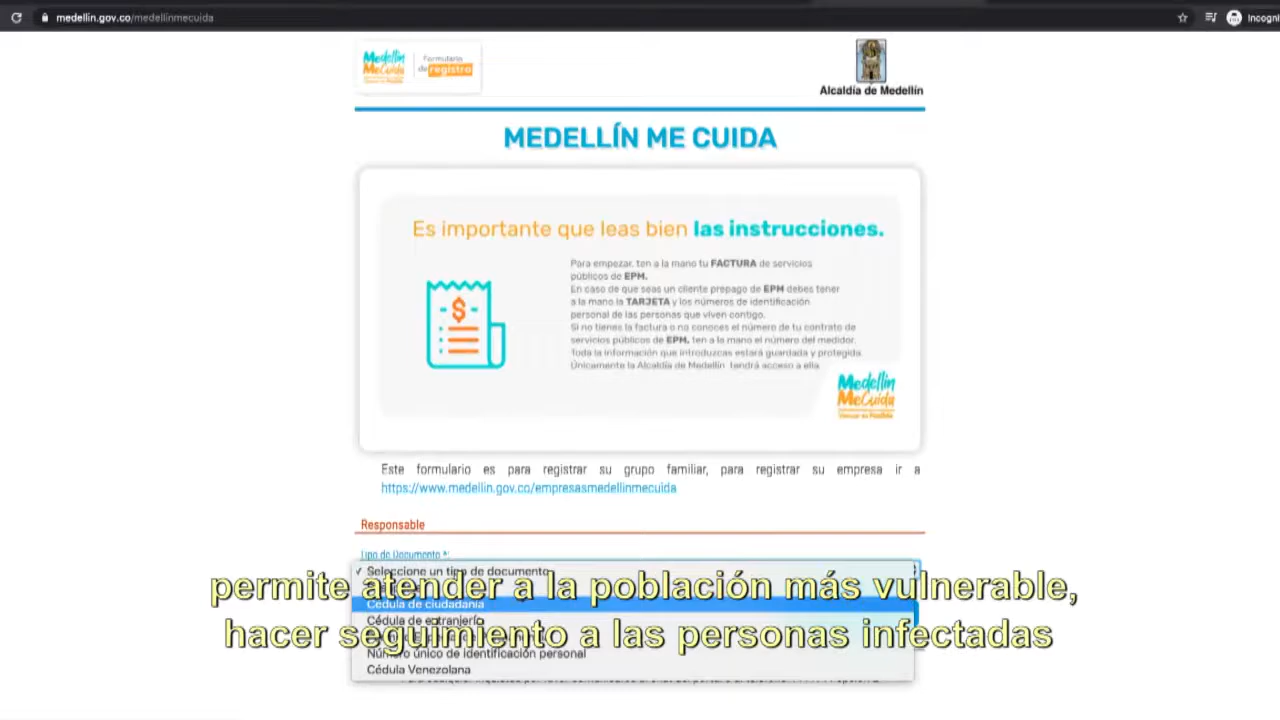 medellin.gov.co/medellinmecuida
Incogni
Medellín
Me Cuida
Formulario
de registro
Alcaldía de Medellín
MEDELLÍN ME CUIDA
Es importante que leas bien las instrucciones.
Para empezar, ten a la mano tu FACTURA de servicios
públicos de EPM.
En caso de que seas un cliente prepago de EPM debes tener
a la mano la TARJETA y los números de identificación
personal de las personas que viven contigo.
Si no tienes la factura o no conoces el número de tu contrato de
servicios públicos de EPM, ten a la mano el número del medidor.
Toda la información que introduzcas estará guardada y protegida.
Únicamente la Alcaldía de Medellín tendrá acceso a ella
Medellín
Me Cuida
Este formulario es para registrar su grupo familiar, para registrar su empresa ir a
https://www.medellin.gov.co/empresasmedellinmecuida
Responsable
Tipo de Documento *:
✓ Seleccione un tipo de documento
permite atender a la población más vulnerable,
Cédula de ciudadanía
Cédula de extranjería
hacer seguimiento a las personas infectadas
Número único de identificación personal
Cédula Venezolana